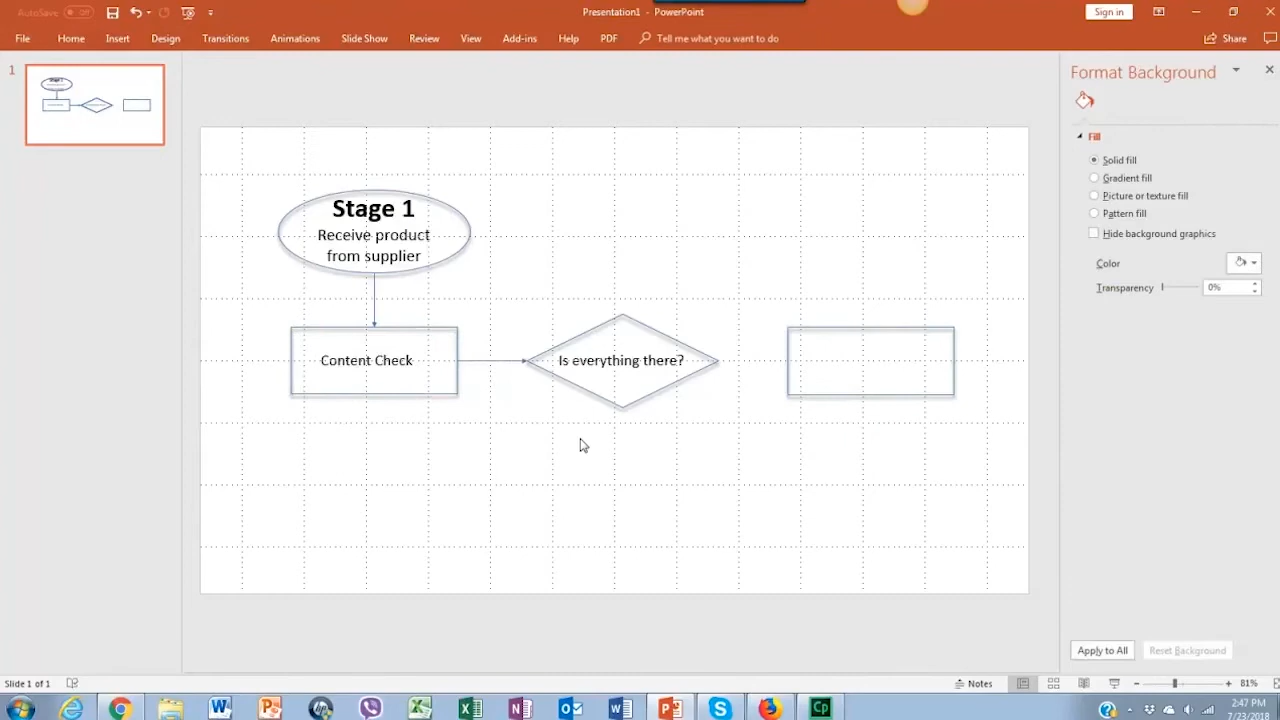 AutoSave
Off
Presentation1 - PowerPoint
Sign in
File
Home
Insert
Design
Transitions
Animations
Slide Show
Review
View
Add-ins
Help
PDF
Tell me what you want to do
Share
1
Stage 1
Receive product
from supplier
Content Check
Is everything there?
Format Background
Fill
Solid fill
Gradient fill
Picture or texture fill
Pattern fill
Hide background graphics
Color
Transparency
0%
Apply to All
Reset Background
Slide 1 of 1
Notes
81%
2:47 PM
7/23/2018